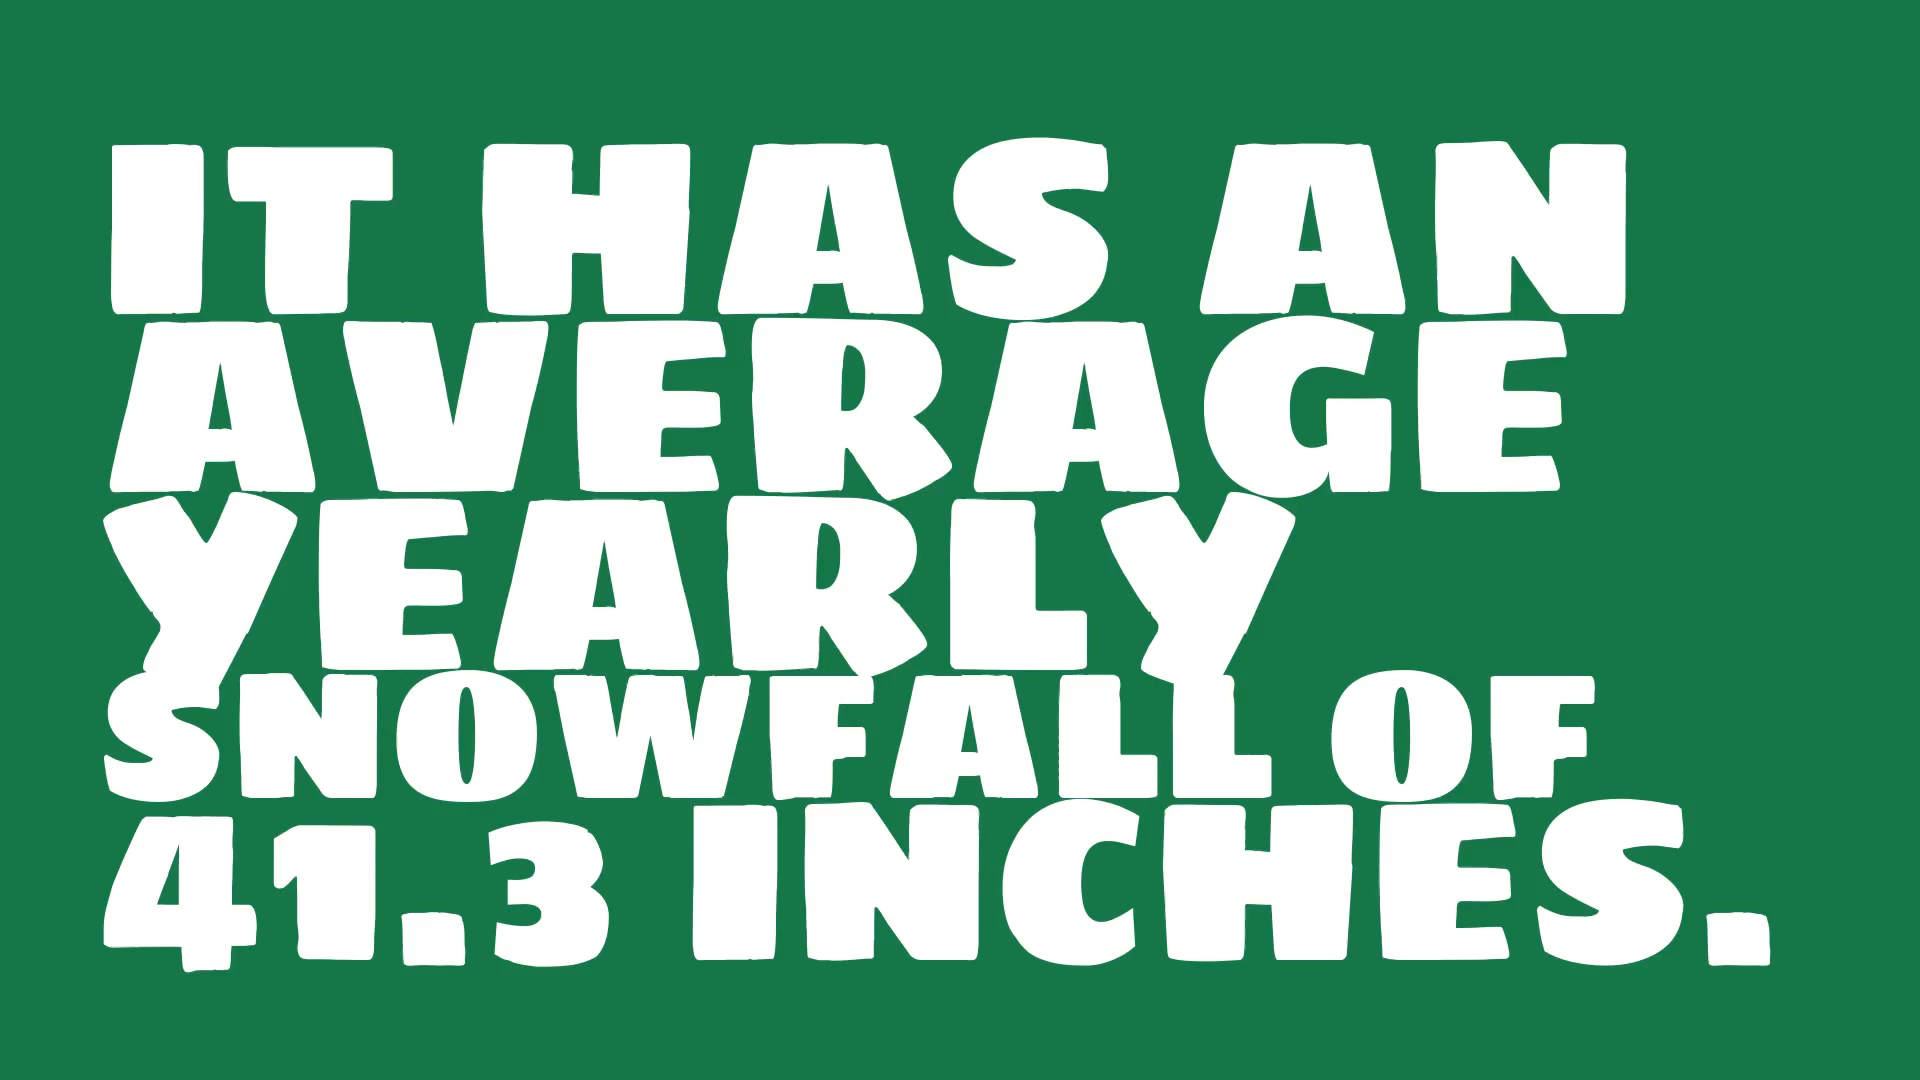 IT HAS AN
AVERAGE
YEARLY
SNOWFALL OF
41.3 INCHES.